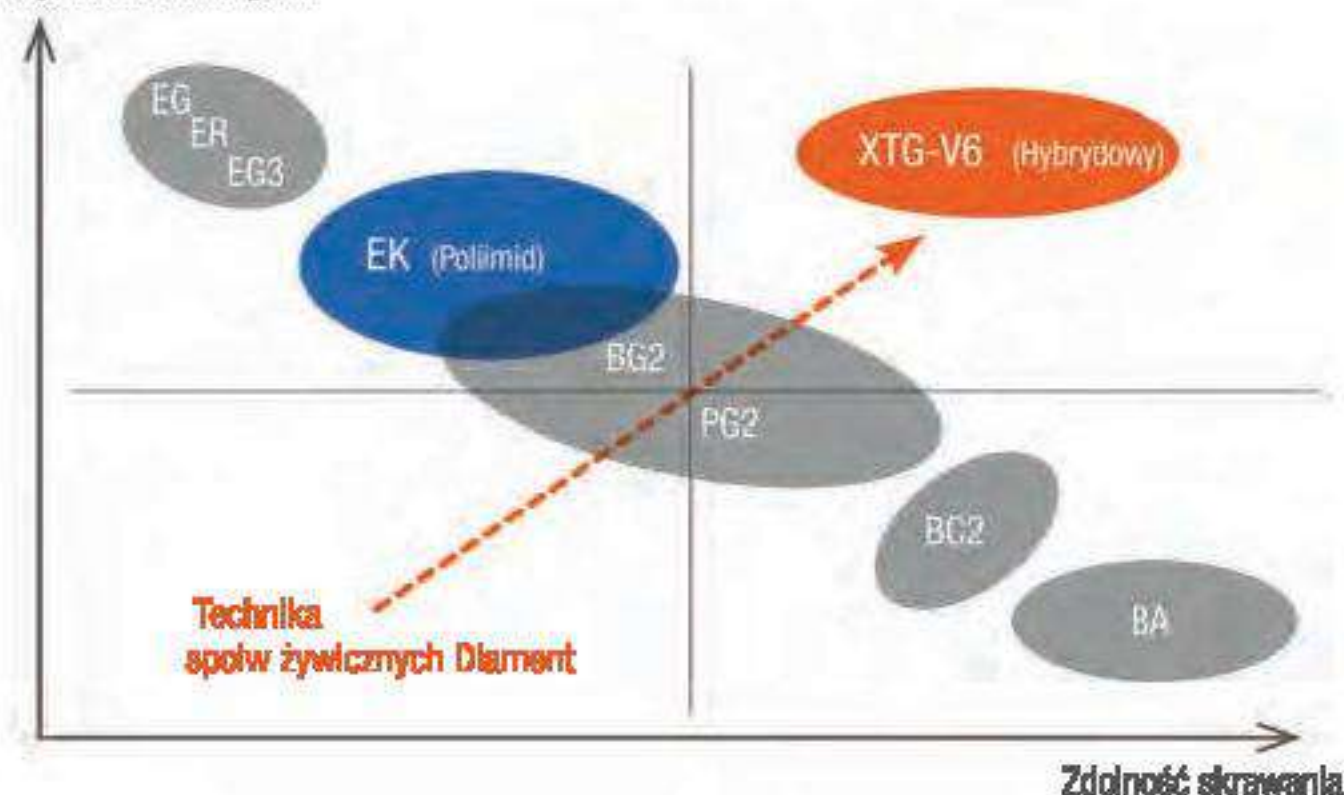 EG
ER
EG3
XTG-V6 (Hybrydowy)
EK (Poliimid)
BG2
PG2
BC2
BA
Technika
spoiw żywicznych Diament
Zdolność skrawania